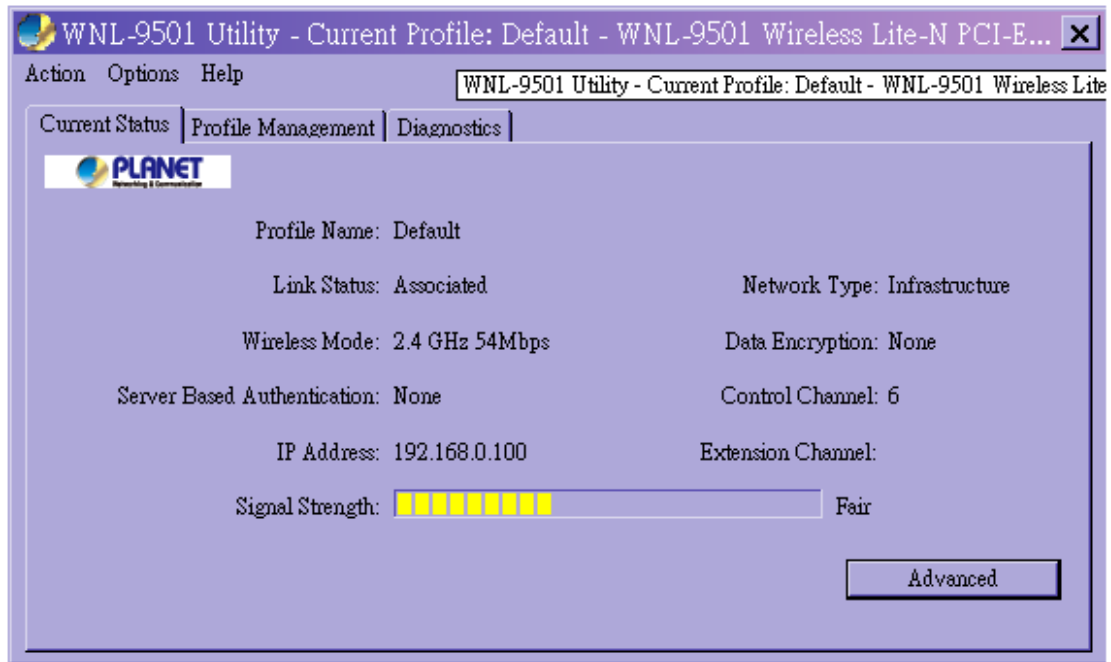 WNL-9501 Utility - Current Profile: Default - WNL-9501 Wireless Lite-N PCI-E...
Action Options Help
WNL-9501 Utility - Current Profile: Default - WNL-9501 Wireless Lite
Current Status Profile Management Diagnostics
PLANET
Networking & Communication
Profile Name: Default
Link Status: Associated Network Type: Infrastructure
Wireless Mode: 2.4 GHz 54Mbps Data Encryption: None
Server Based Authentication: None Control Channel: 6
IP Address: 192.168.0.100 Extension Channel:
Signal Strength: Fair
Advanced